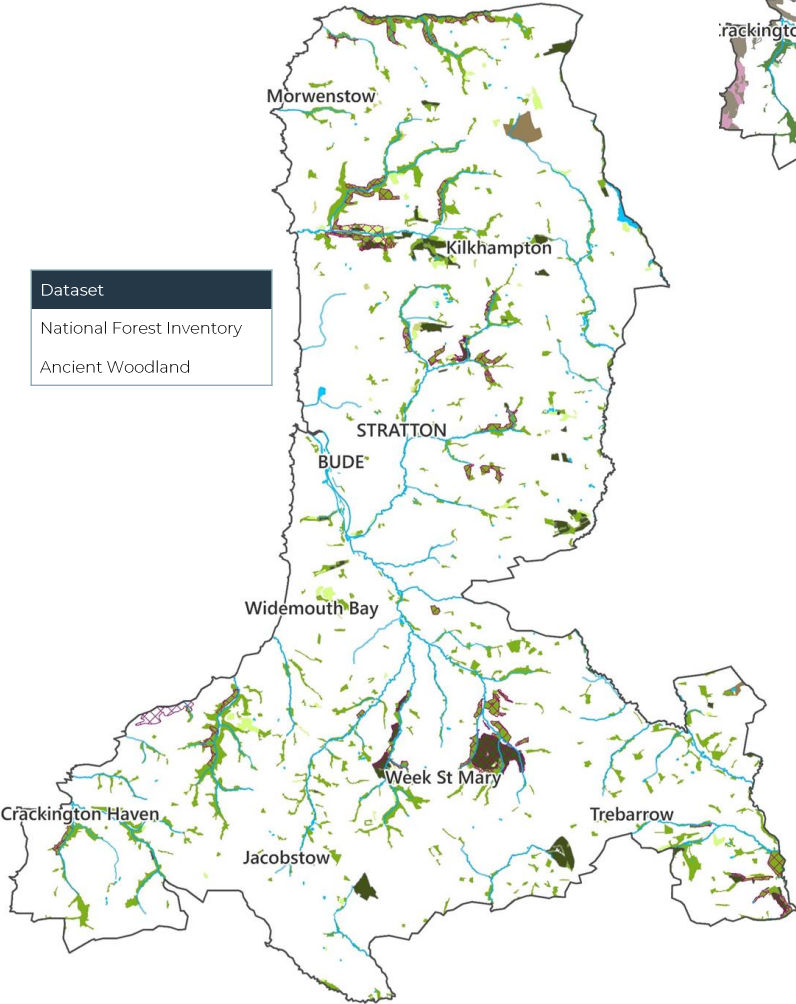 rackingto
Morwenstow
Kilkhampton
Dataset
National Forest Inventory
Ancient Woodland
STRATTON
BUDE
Widemouth Bay
Week St Mary
Crackington Haven
Trebarrow
Jacobstow